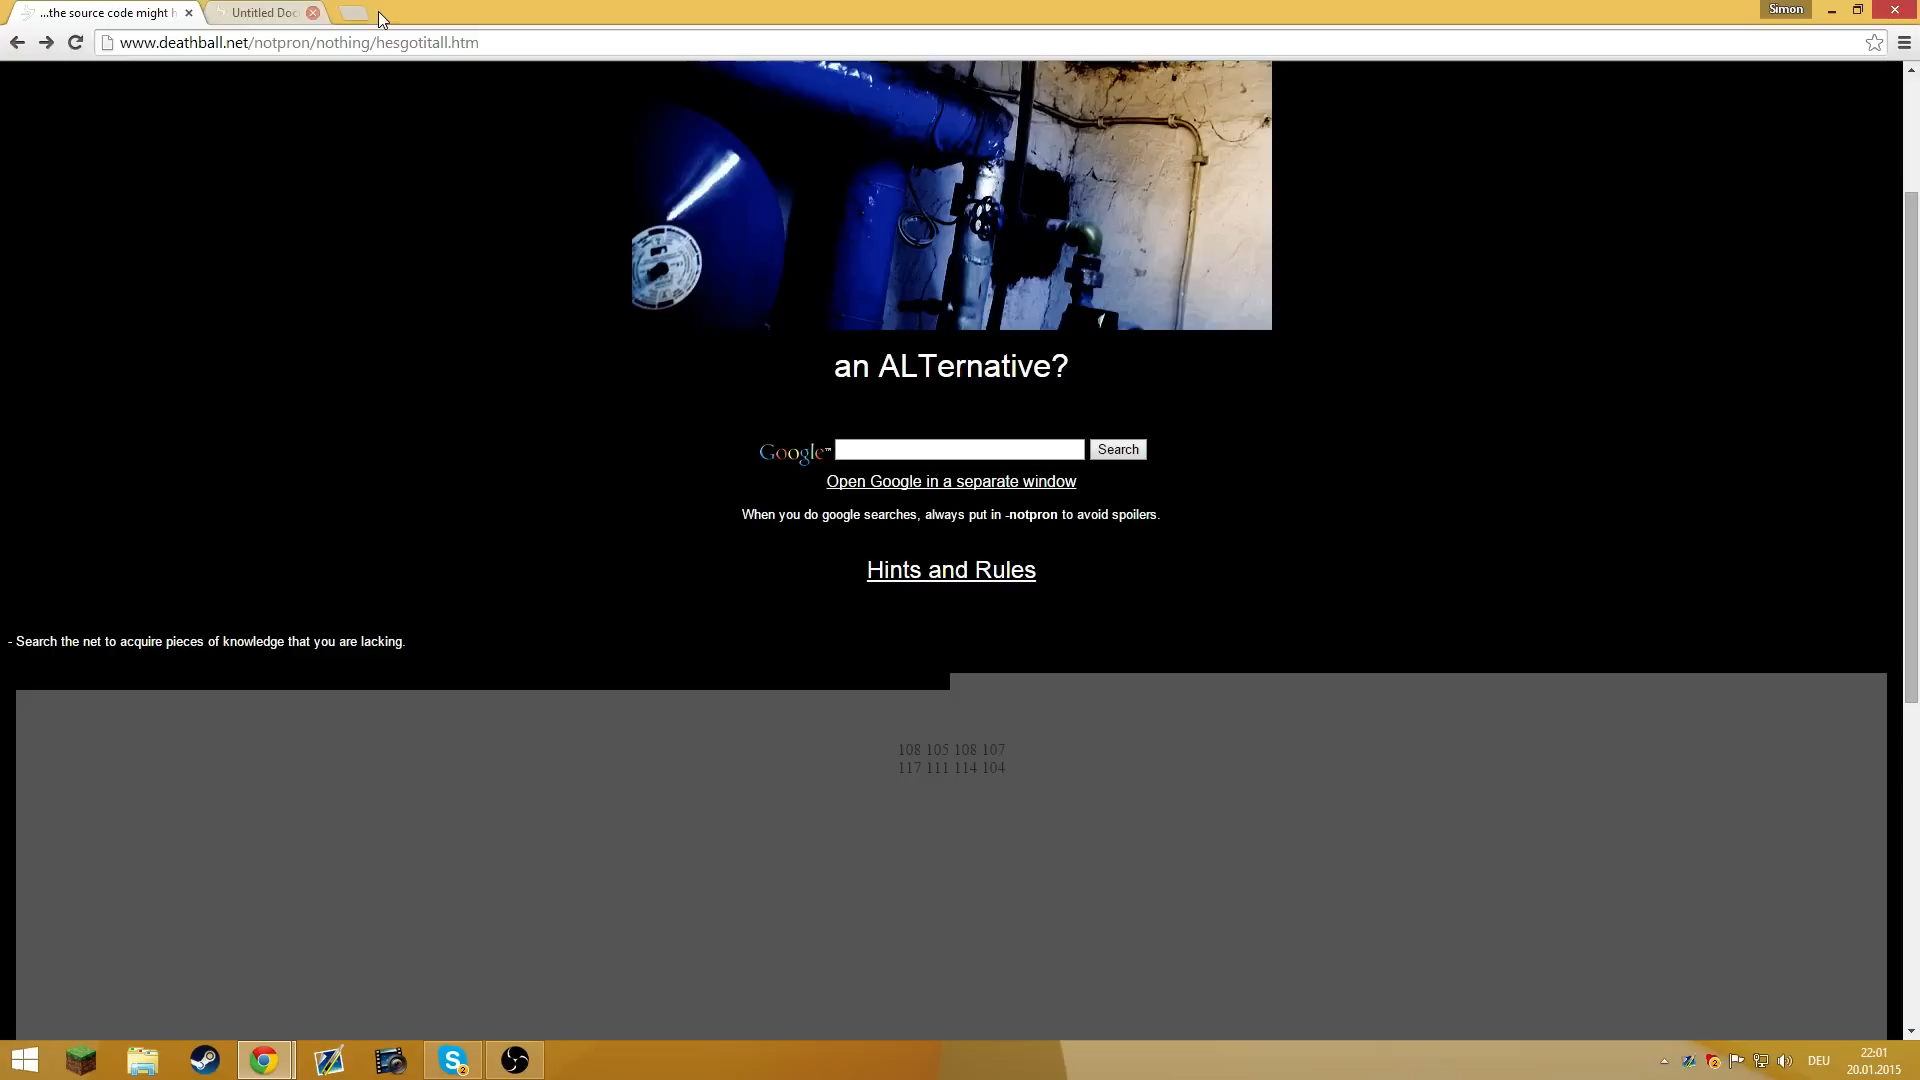 ...the source code might h
Untitled Doc
Simon
www.deathball.net/notpron/nothing/hesgotitall.htm
an ALTernative?
Google™
Search
Open Google in a separate window
When you do google searches, always put in -notpron to avoid spoilers.
Hints and Rules
- Search the net to acquire pieces of knowledge that you are lacking.
108 105 108 107
117 111 114 104
DEU
22:01
20.01.2015